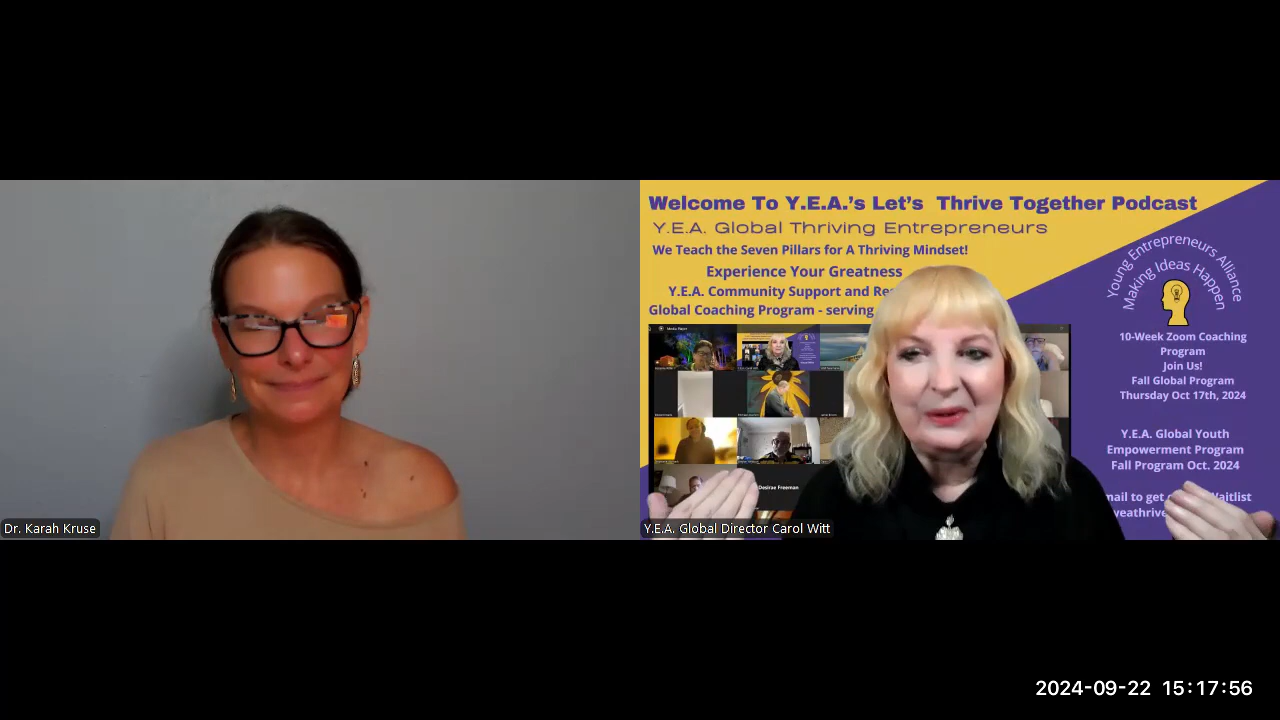 Welcome To Y.E.A.'s Let's Thrive Together Podcast
Y.E.A. Global Thriving Entrepreneurs
We Teach the Seven Pillars for A Thriving Mindset!
Experience Your Greatness
Y.E.A. Community Support and
Global Coaching Program - serving
Young Entrepreneurs Alliance
Making Ideas Happen
10-Week Zoom Coaching
Program
Join Us!
Fall Global Program
Thursday Oct 17th, 2024
Y.E.A. Global Youth
Empowerment Program
Fall Program Oct. 2024
to get
Desirae Freeman
Dr. Karah Kruse
Y.E.A. Global Director Carol Witt
2024-09-22 15:17:56